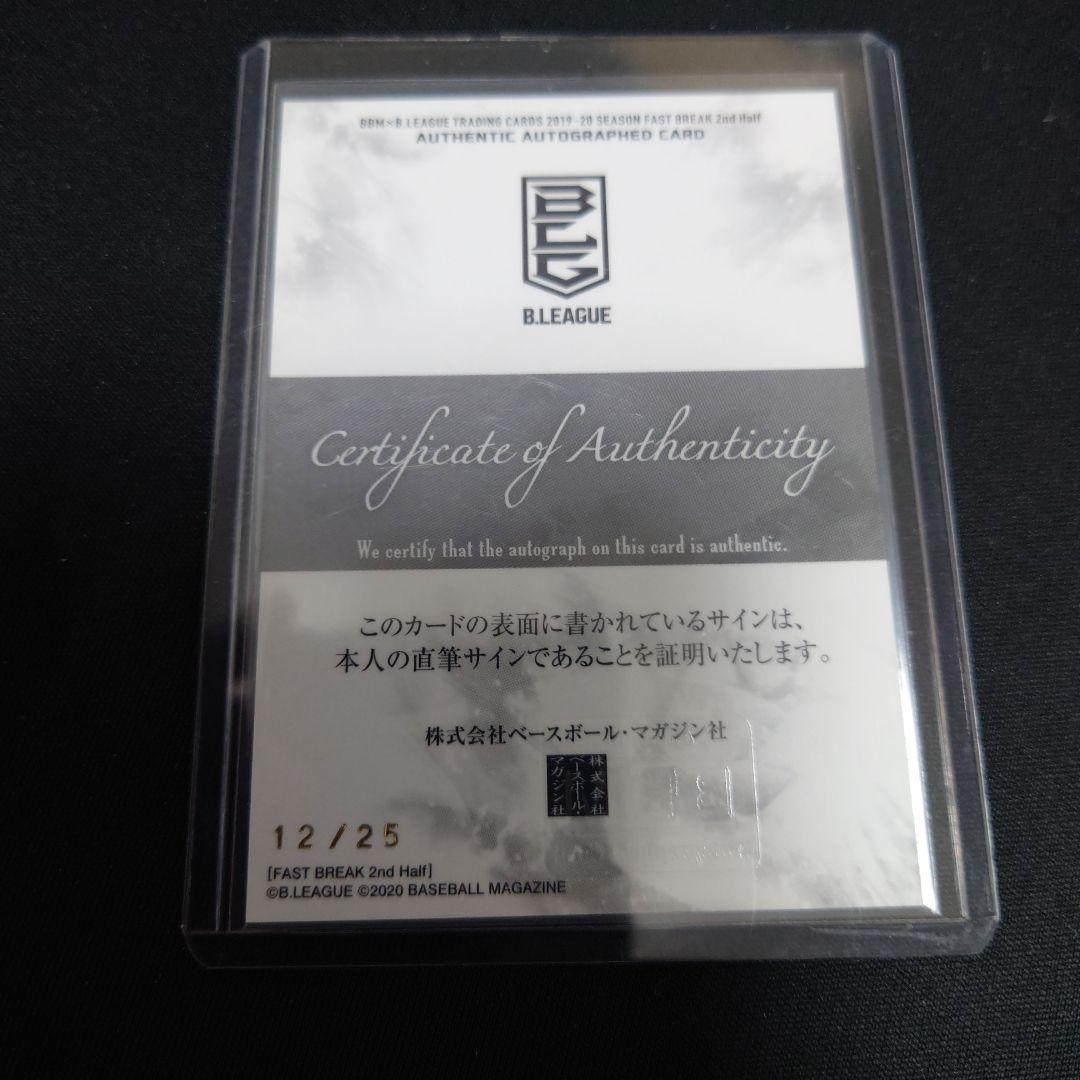 BBM×B.LEAGUE TRADING CARDS 2019-20 SEASON FAST BREAK 2nd Half
AUTHENTIC AUTOGRAPHED CARD
BLG
B.LEAGUE
Certificate of Authenticity
We certify that the autograph on this card is authentic.
このカードの表面に書かれているサインは、
本人の直筆サインであることを証明いたします。
株式会社ベースボール・マガジン社
株式会社
ベースボール・
マガジン社
12/25
[FAST BREAK 2nd Half]
©B.LEAGUE ©2020 BASEBALL MAGAZINE